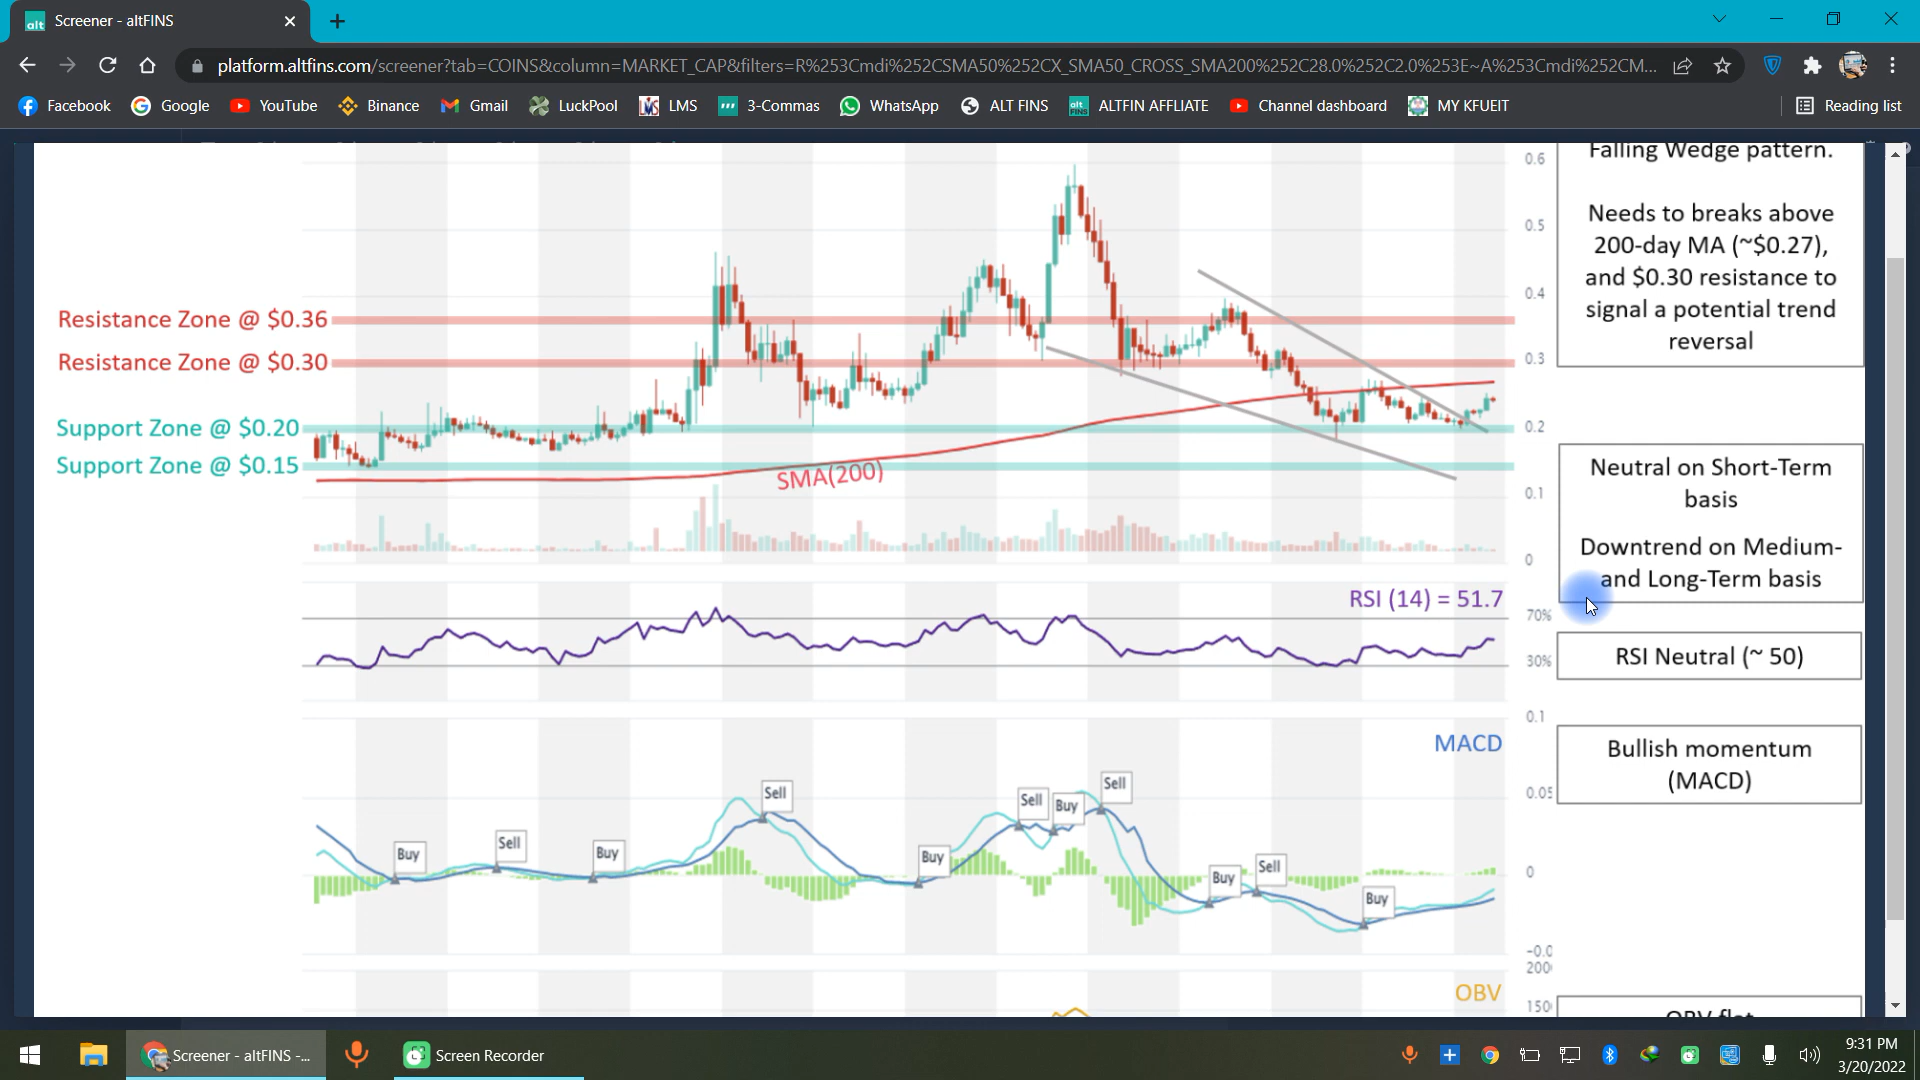 Screener - altFINS
platform.altfins.com/screener?tab=COINS&column=MARKET_CAP&filters=R%253Cmdi%252CSMA50%252CX_SMA50_CROSS_SMA200%252C28.0%252C2.0%253E~A%253Cmdi%252CM...
Facebook Google YouTube Binance Gmail LuckPool LMS 3-Commas WhatsApp ALT FINS ALTFIN AFFLIATE Channel dashboard MY KFUEIT Reading list
Falling Wedge pattern.
Needs to breaks above
200-day MA (~$0.27),
and $0.30 resistance to
signal a potential trend
reversal
0.6
0.5
0.4
0.3
0.2
0.1
0
Resistance Zone @ $0.36
Resistance Zone @ $0.30
Support Zone @ $0.20
Support Zone @ $0.15
SMA(200)
Neutral on Short-Term
basis
Downtrend on Medium-
and Long-Term basis
RSI (14) = 51.7
70%
30%
RSI Neutral (~ 50)
0.1
MACD
0.05
0
-0.0
Bullish momentum
(MACD)
Buy
Sell
Buy
Sell
Buy
Sell
Buy
Sell
Buy
Sell
Buy
200
150
OBV
OBV flat
Screener - altFINS -...
Screen Recorder
9:31 PM
3/20/2022